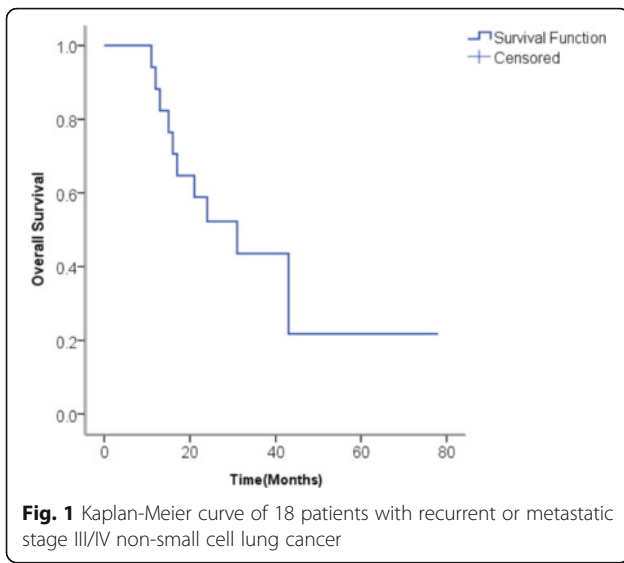 Survival Function
Censored
1.0
0.8
0.6
0.4
0.2
0.0
Overall Survival
0 20 40 60 80
Time(Months)
Fig. 1 Kaplan-Meier curve of 18 patients with recurrent or metastatic
stage III/IV non-small cell lung cancer